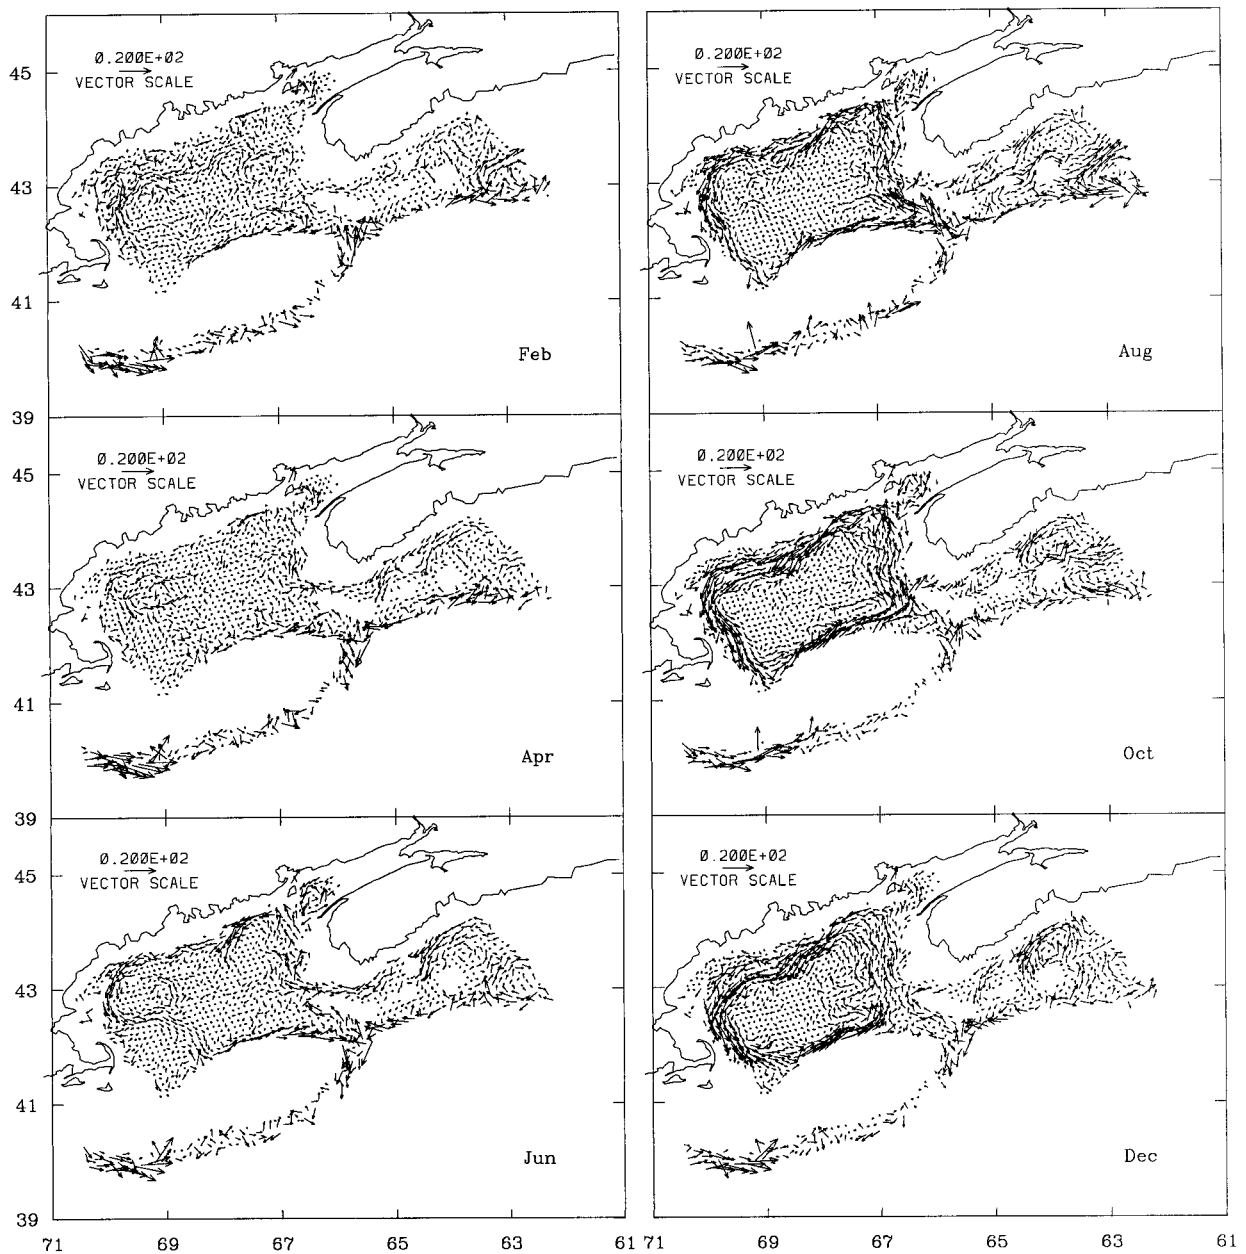 0.200E+02
VECTOR SCALE
45
43
41
39
Feb
0.200E+02
VECTOR SCALE
Aug
0.200E+02
VECTOR SCALE
45
43
41
39
Apr
0.200E+02
VECTOR SCALE
Oct
0.200E+02
VECTOR SCALE
45
43
41
39
Jun
0.200E+02
VECTOR SCALE
Dec
71 69 67 65 63 61 71 69 67 65 63 61